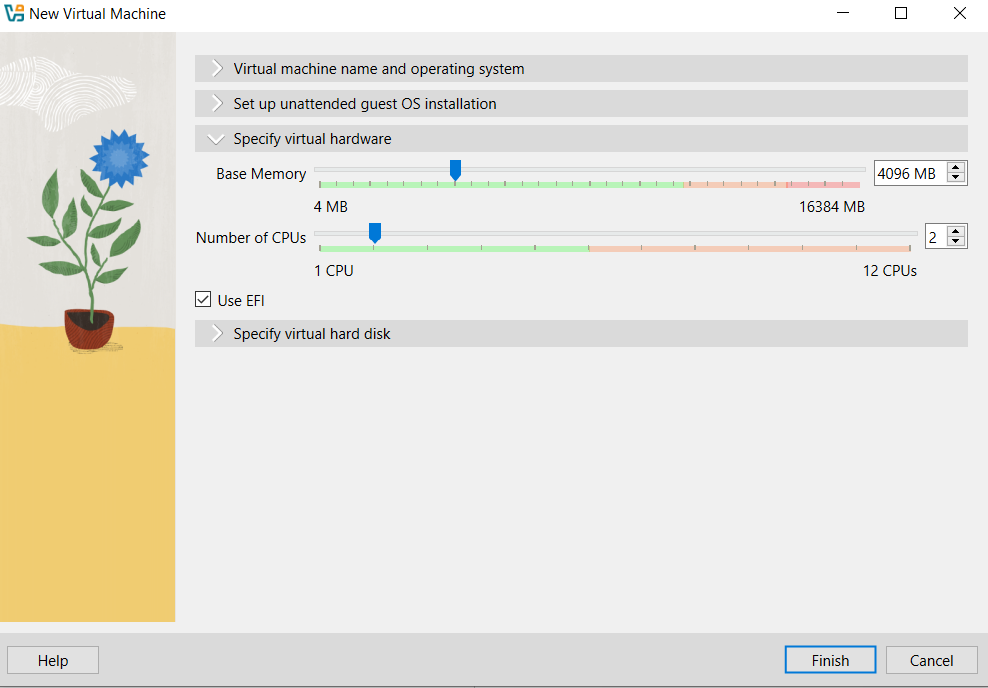 New Virtual Machine
Virtual machine name and operating system
Set up unattended guest OS installation
Specify virtual hardware
Base Memory 4096 MB
4 MB 16384 MB
Number of CPUs 2
1 CPU 12 CPUs
Use EFI
Specify virtual hard disk
Help Finish Cancel